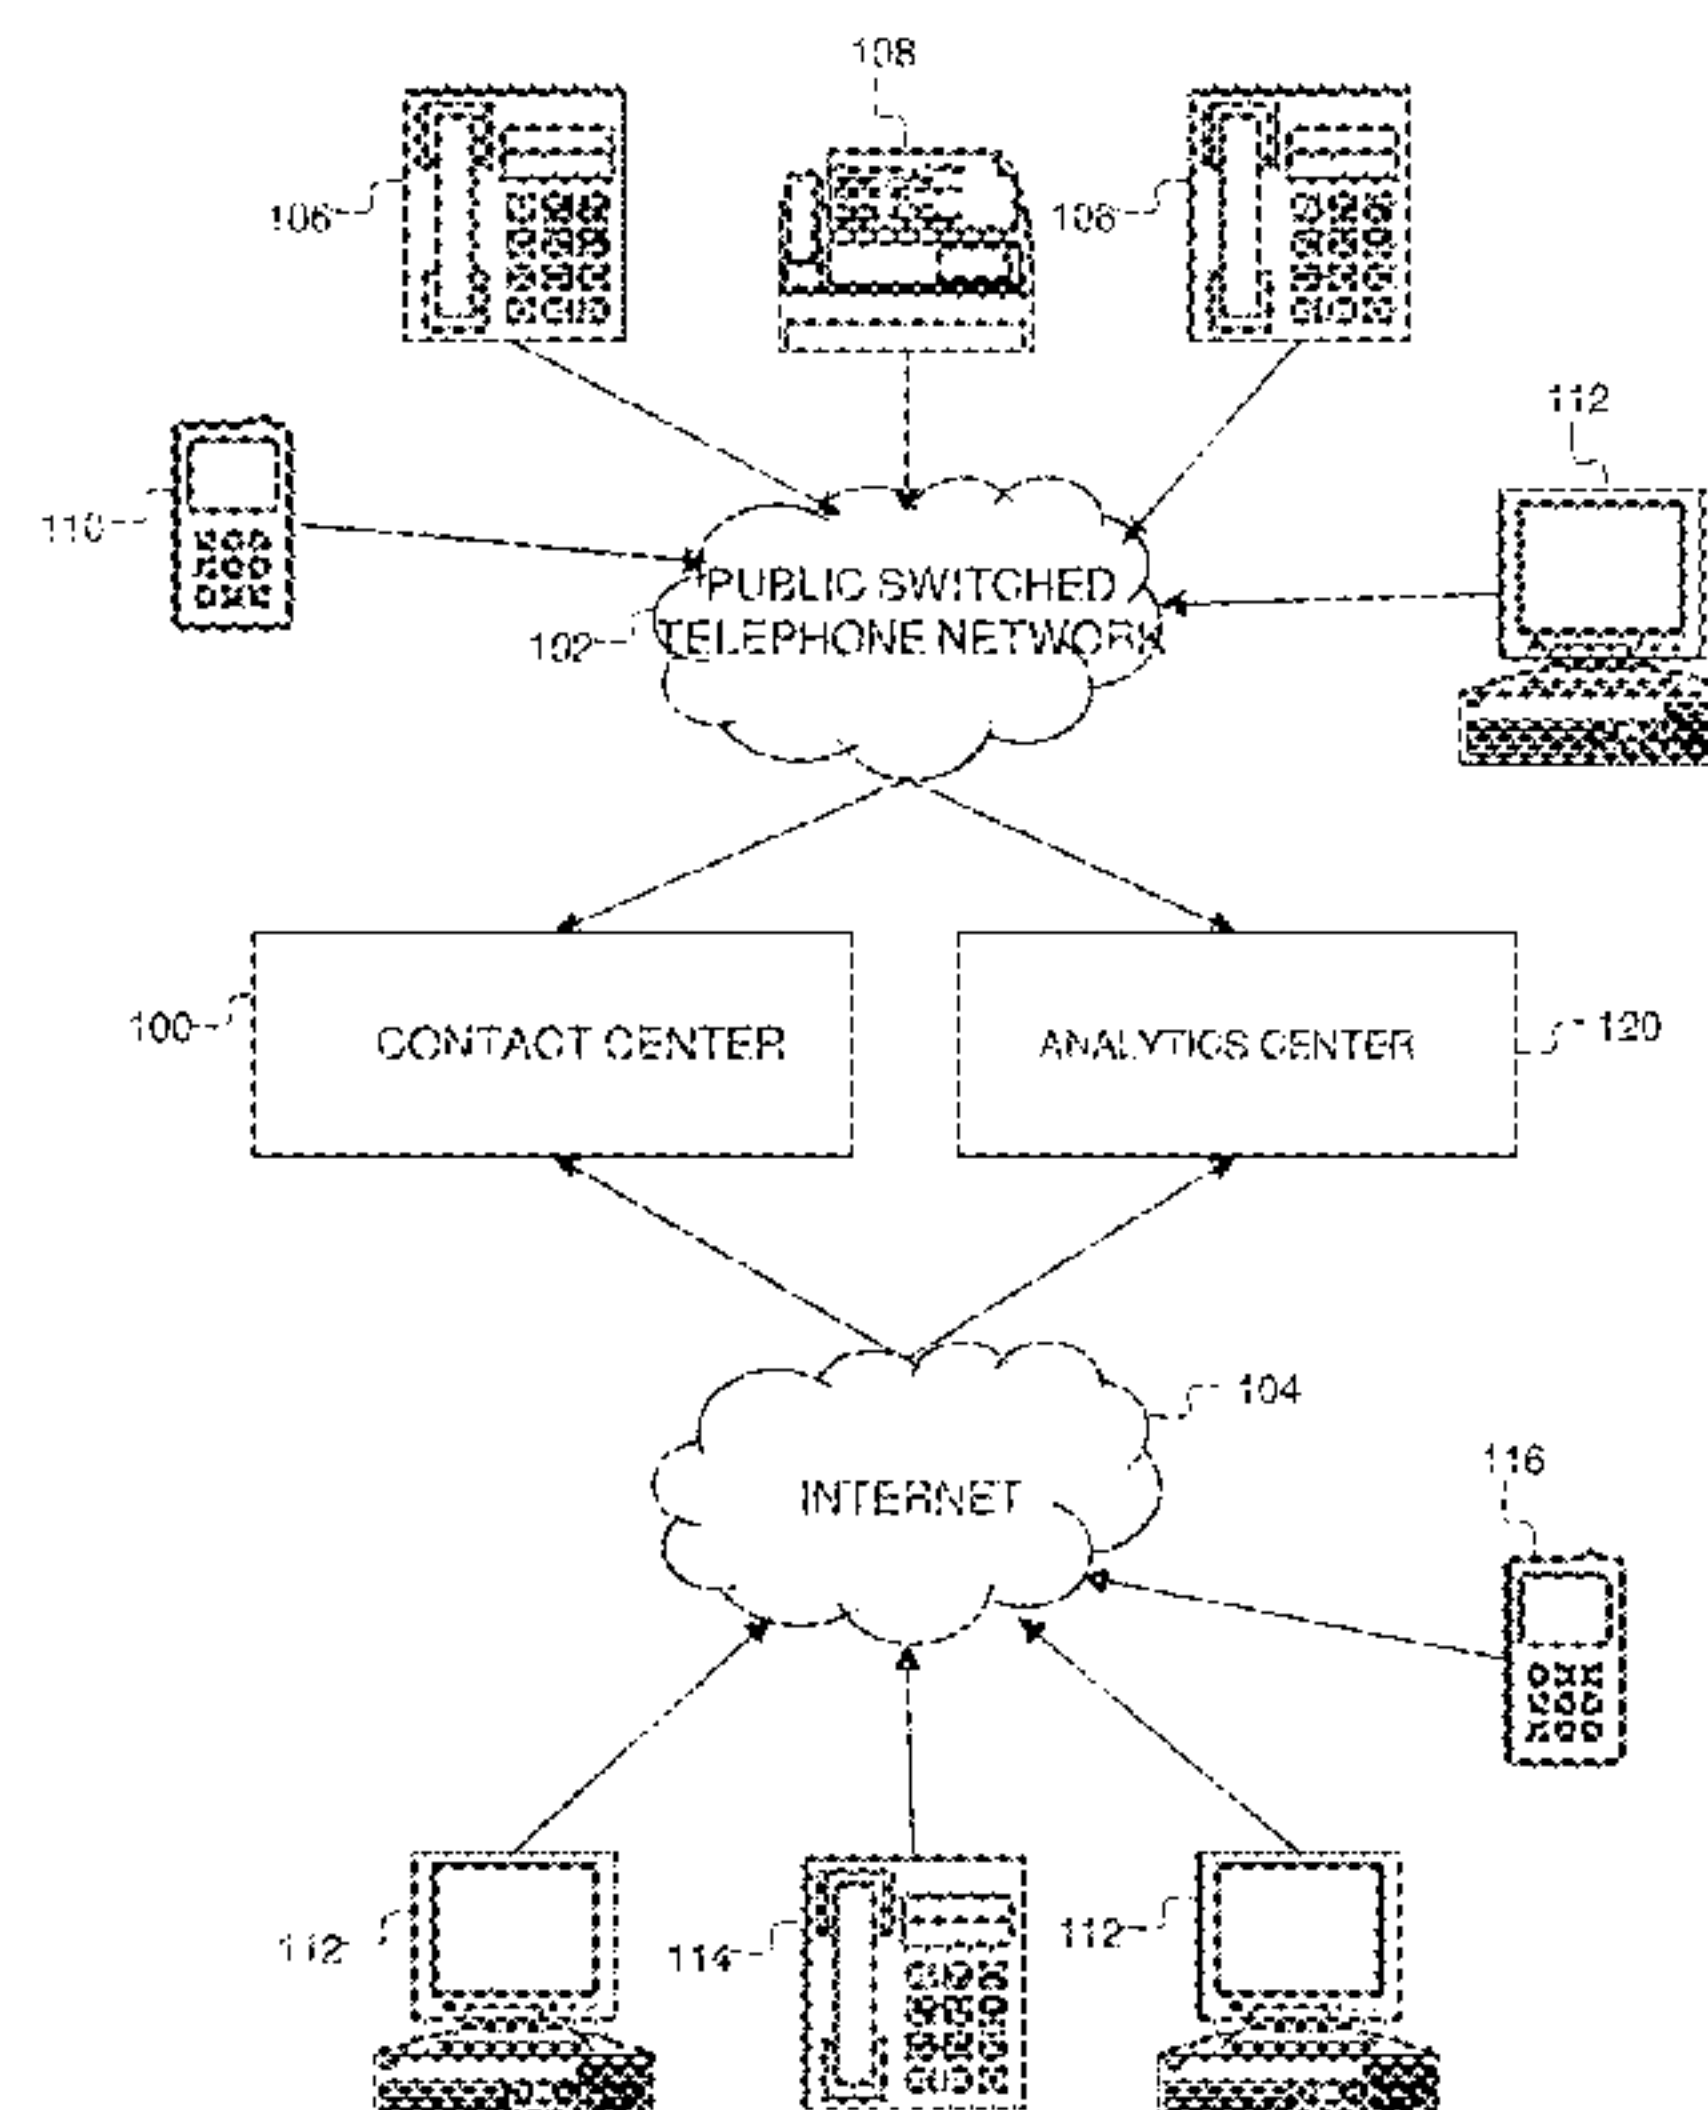 108
106
106
112
110
PUBLIC SWITCHED
TELEPHONE NETWORK
102
100
CONTACT CENTER
ANALYTICS CENTER
120
104
INTERNET
116
112
114
112